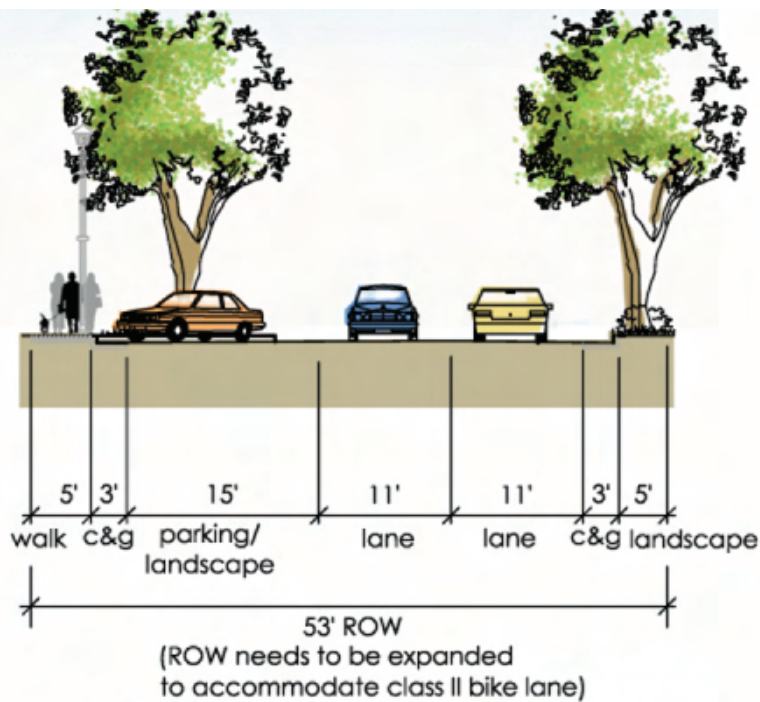 5' 3' 15' 11' 11' 3' 5'
walk c&g parking/ lane lane c&g landscape
landscape
53' ROW
(ROW needs to be expanded
to accommodate class II bike lane)